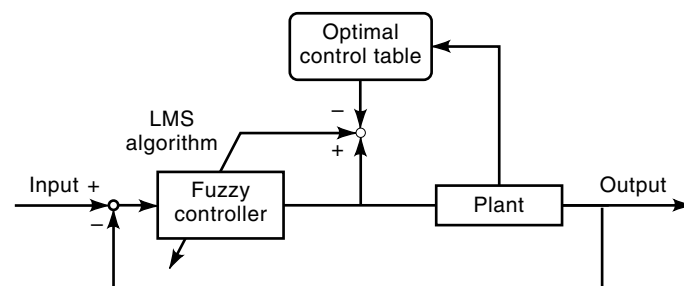 Optimal
control table
–
LMS
algorithm
+
Input +
Fuzzy
controller
–
Plant
Output